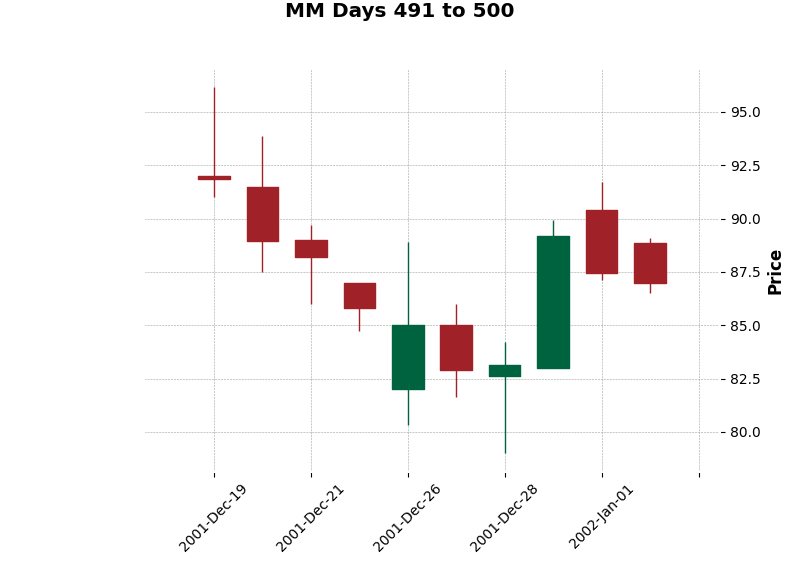 MM Days 491 to 500
95.0
92.5
90.0
87.5
85.0
82.5
80.0
Price
2001-Dec-19
2001-Dec-21
2001-Dec-26
2001-Dec-28
2002-Jan-01